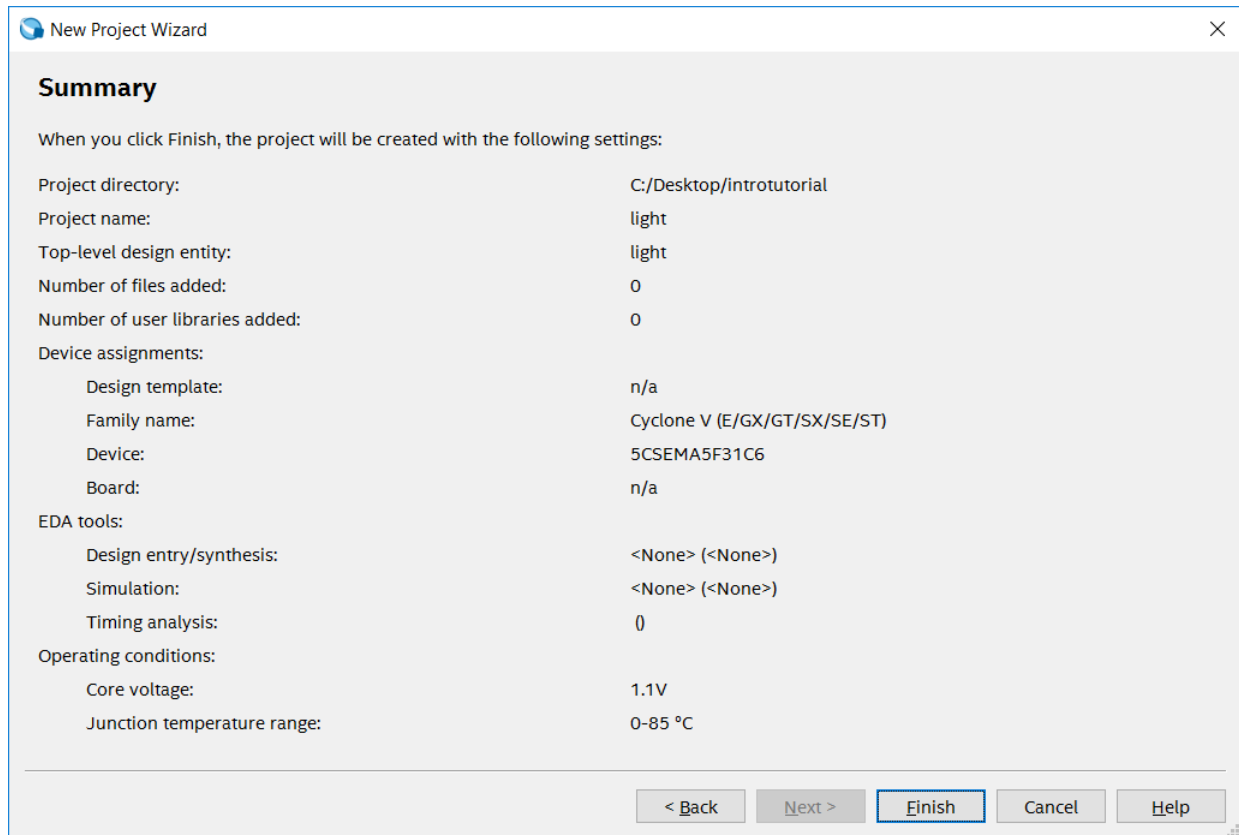 New Project Wizard
Summary
When you click Finish, the project will be created with the following settings:
Project directory: C:/Desktop/introtutorial
Project name: light
Top-level design entity: light
Number of files added: 0
Number of user libraries added: 0
Device assignments:
Design template: n/a
Family name: Cyclone V (E/GX/GT/SX/SE/ST)
Device: 5CSEMA5F31C6
Board: n/a
EDA tools:
Design entry/synthesis: <None> (<None>)
Simulation: <None> (<None>)
Timing analysis: ()
Operating conditions:
Core voltage: 1.1V
Junction temperature range: 0-85 °C
< Back Next > Finish Cancel Help